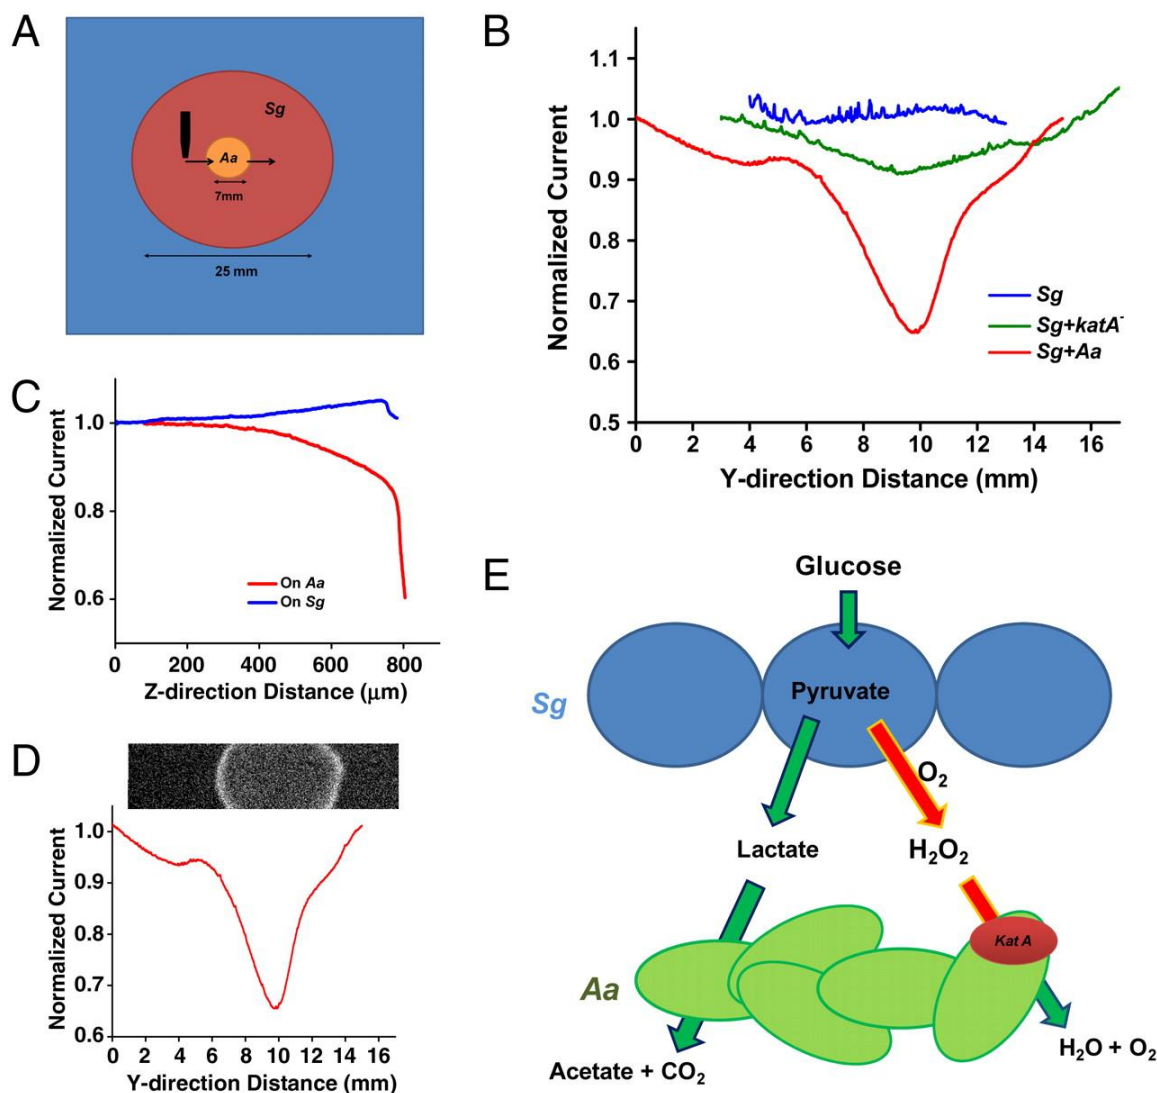 A
Sg
Aa
7mm
25 mm
B
Normalized Current
1.1
1.0
0.9
0.8
0.7
0.6
0.5
0 2 4 6 8 10 12 14 16
Y-direction Distance (mm)
Sg
Sg+katA⁻
Sg+Aa
C
Normalized Current
1.0
0.8
0.6
0 200 400 600 800
Z-direction Distance (μm)
On Aa
On Sg
D
Normalized Current
1.0
0.9
0.8
0.7
0.6
0 2 4 6 8 10 12 14 16
Y-direction Distance (mm)
E
Glucose
Sg
Pyruvate
O₂
Lactate
H₂O₂
Kat A
Aa
Acetate + CO₂
H₂O + O₂